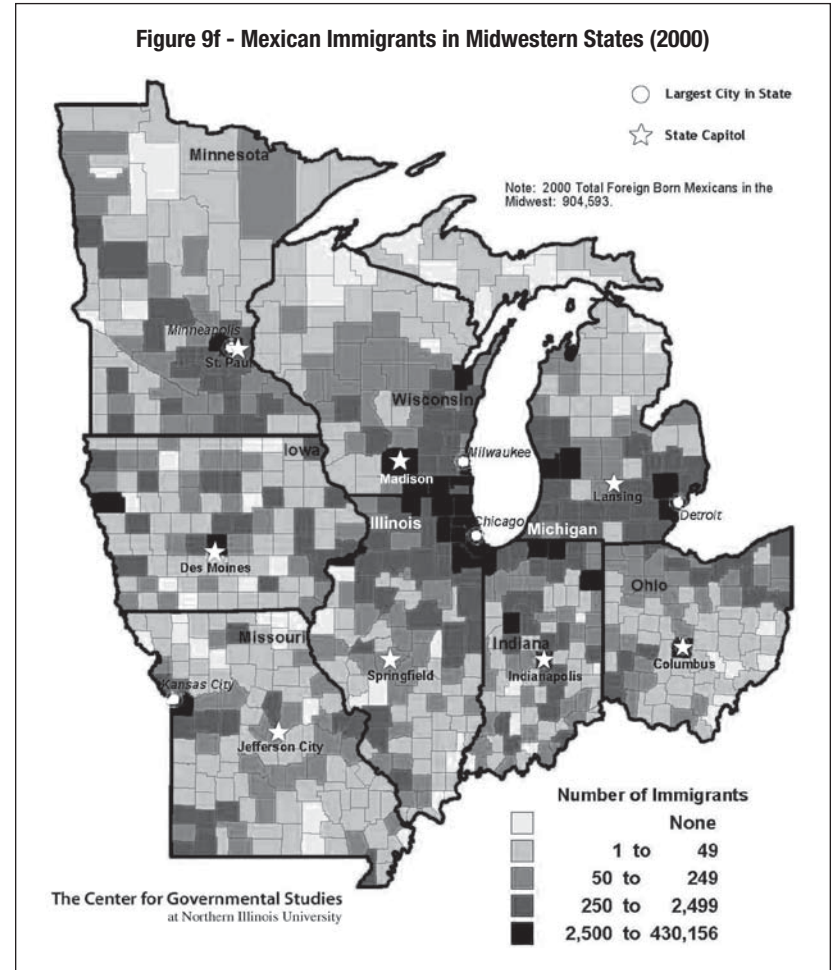 Figure 9f - Mexican Immigrants in Midwestern States (2000)
Largest City in State
State Capitol
Note: 2000 Total Foreign Born Mexicans in the
Midwest: 904,593.
Minnesota
Minneapolis
St. Paul
Wisconsin
Iowa
Milwaukee
Madison
Lansing
Detroit
Illinois
Chicago
Michigan
Des Moines
Ohio
Missouri
Indiana
Columbus
Springfield
Indianapolis
Kansas City
Jefferson City
Number of Immigrants
None
1 to 49
50 to 249
250 to 2,499
2,500 to 430,156
The Center for Governmental Studies
at Northern Illinois University